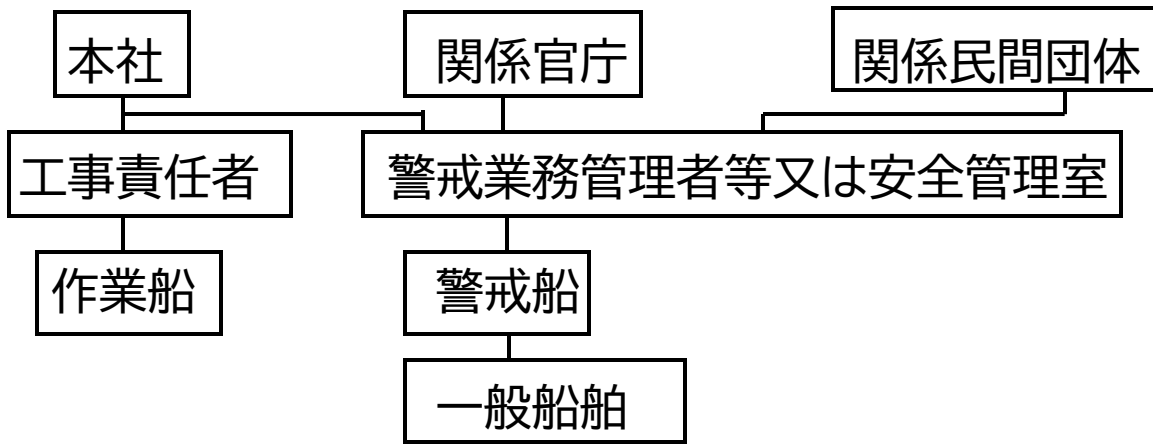 本社
関係官庁
関係民間団体
工事責任者
警戒業務管理者等又は安全管理室
作業船
警戒船
一般船舶